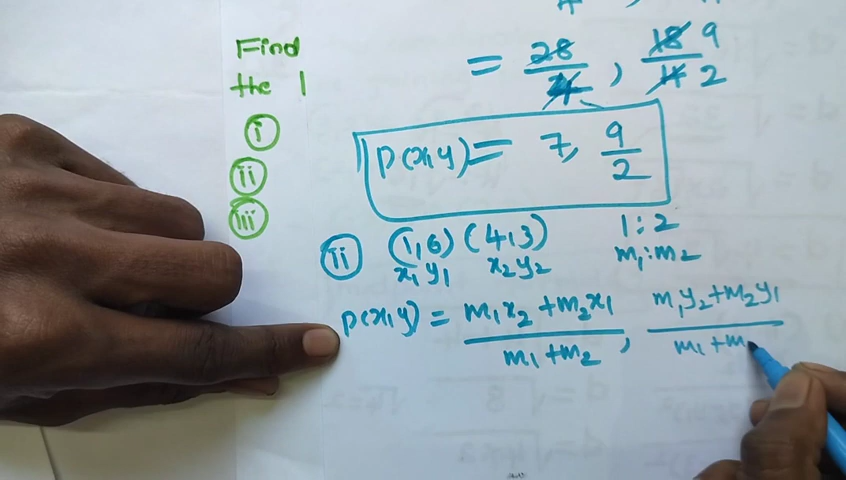 Find
the
i
ii
iii
= 28/4, 18/4 9/2
P(x,y) = 7, 9/2
ii (1,6) (4,3) 1:2
x₁ y₁ x₂ y₂ m₁:m₂
P(x,y) = m₁x₂+m₂x₁/m₁+m₂, m₁y₂+m₂y₁/m₁+m